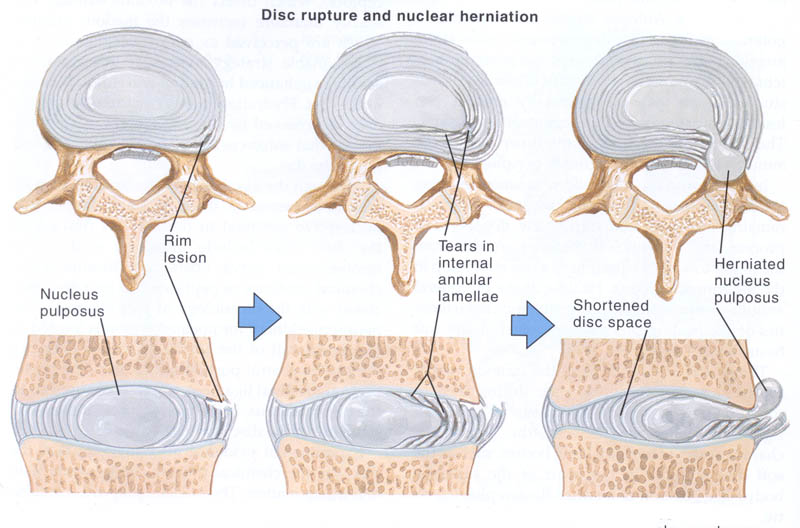 Disc rupture and nuclear herniation
Rim
lesion
Tears in
internal
annular
lamellae
Herniated
nucleus
pulposus
Nucleus
pulposus
Shortened
disc space